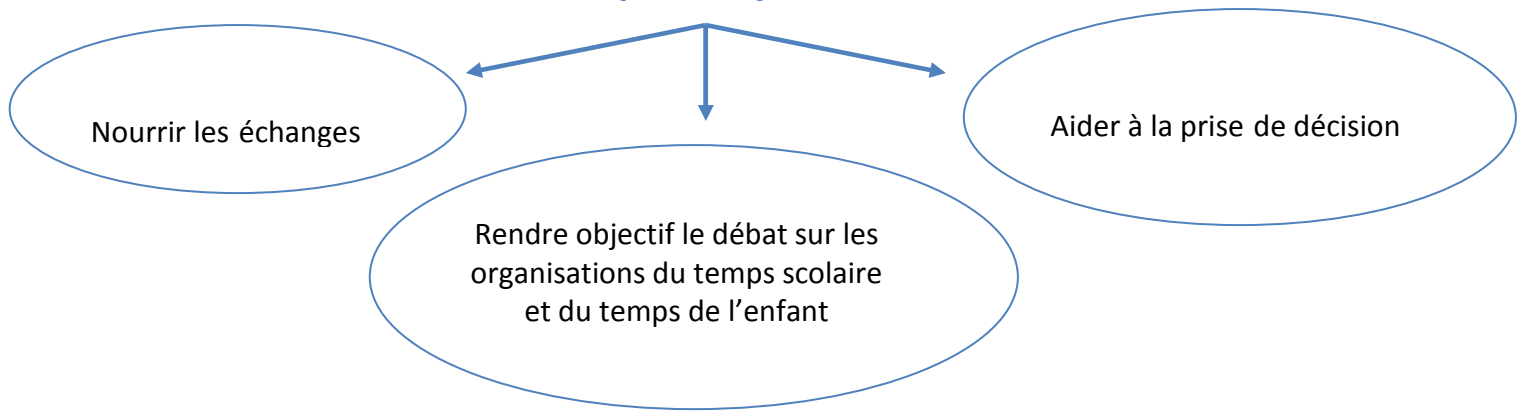 Nourrir les échanges
Aider à la prise de décision
Rendre objectif le débat sur les
organisations du temps scolaire
et du temps de l’enfant